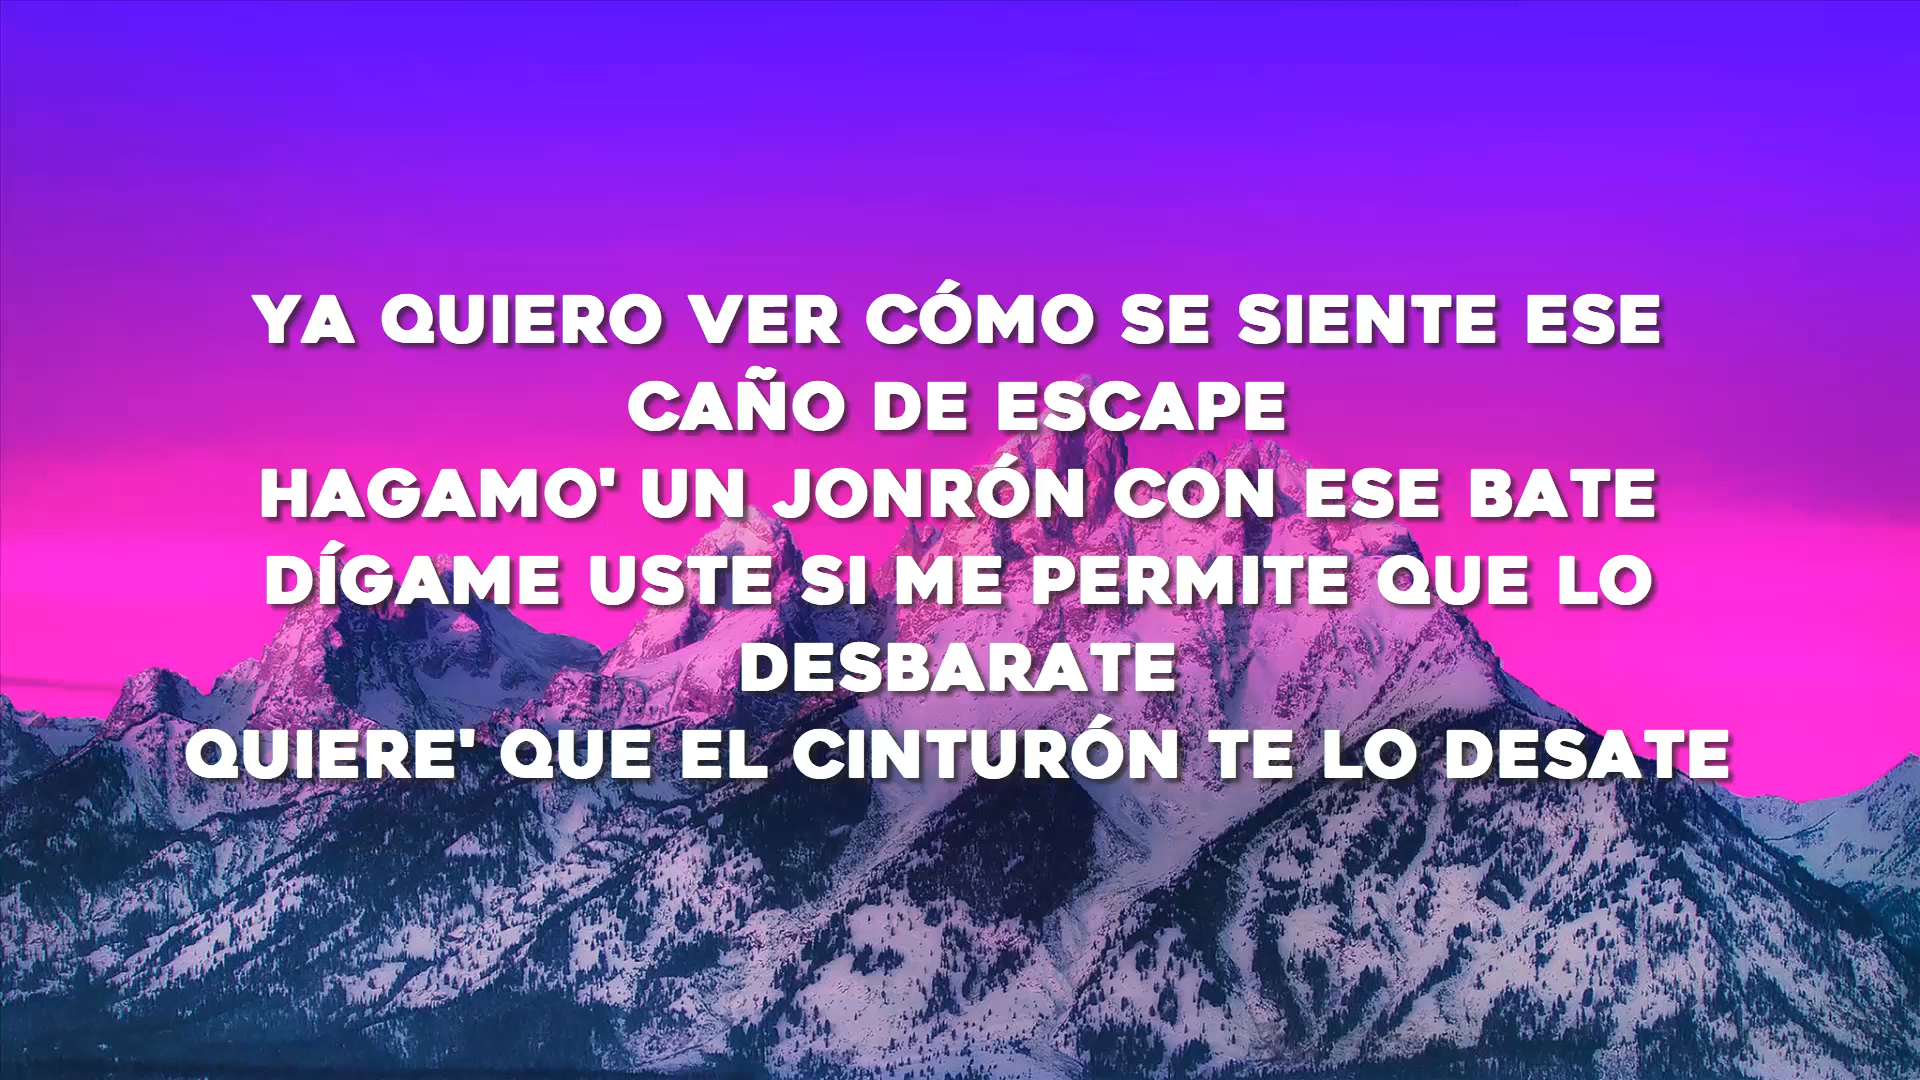 YA QUIERO VER CÓMO SE SIENTE ESE
CAÑO DE ESCAPE
HAGAMO' UN JONRÓN CON ESE BATE
DÍGAME USTE SI ME PERMITE QUE LO
DESBARATE
QUIERE' QUE EL CINTURÓN TE LO DESATE